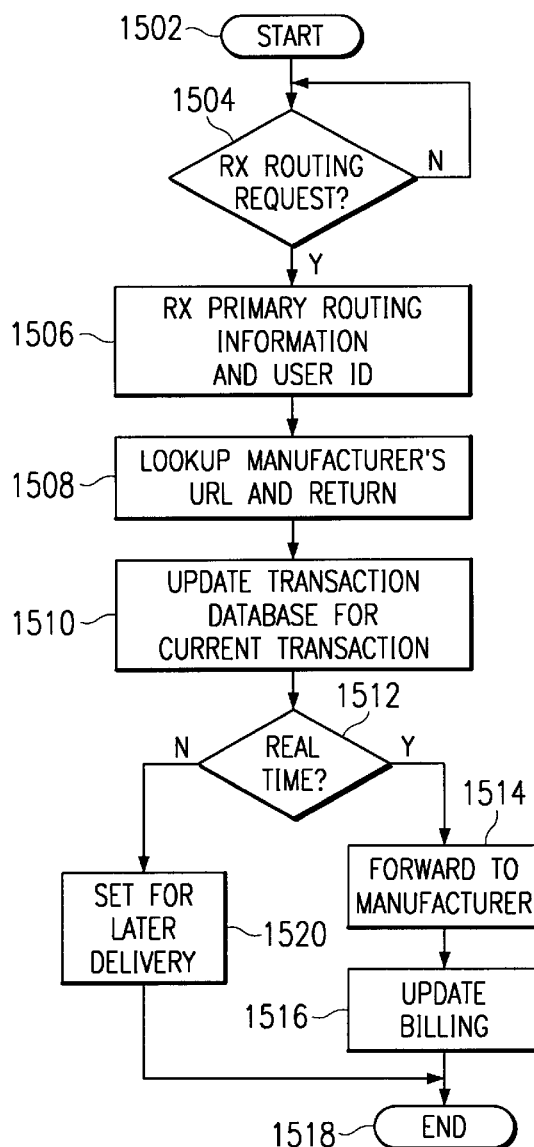 1502
START
1504
RX ROUTING
REQUEST?
N
Y
1506
RX PRIMARY ROUTING
INFORMATION
AND USER ID
1508
LOOKUP MANUFACTURER'S
URL AND RETURN
1510
UPDATE TRANSACTION
DATABASE FOR
CURRENT TRANSACTION
1512
N
REAL
TIME?
Y
1514
SET FOR
LATER
DELIVERY
1520
FORWARD TO
MANUFACTURER
1516
UPDATE
BILLING
1518
END